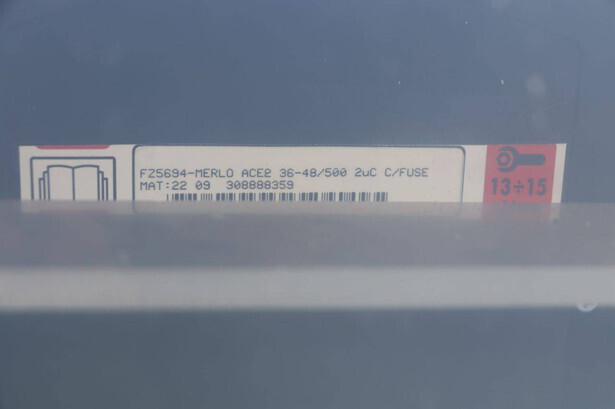 FZ5694-MERLO ACE2 36-48/500 2uC C/FUSE
MAT:22 09 308888359
13÷15